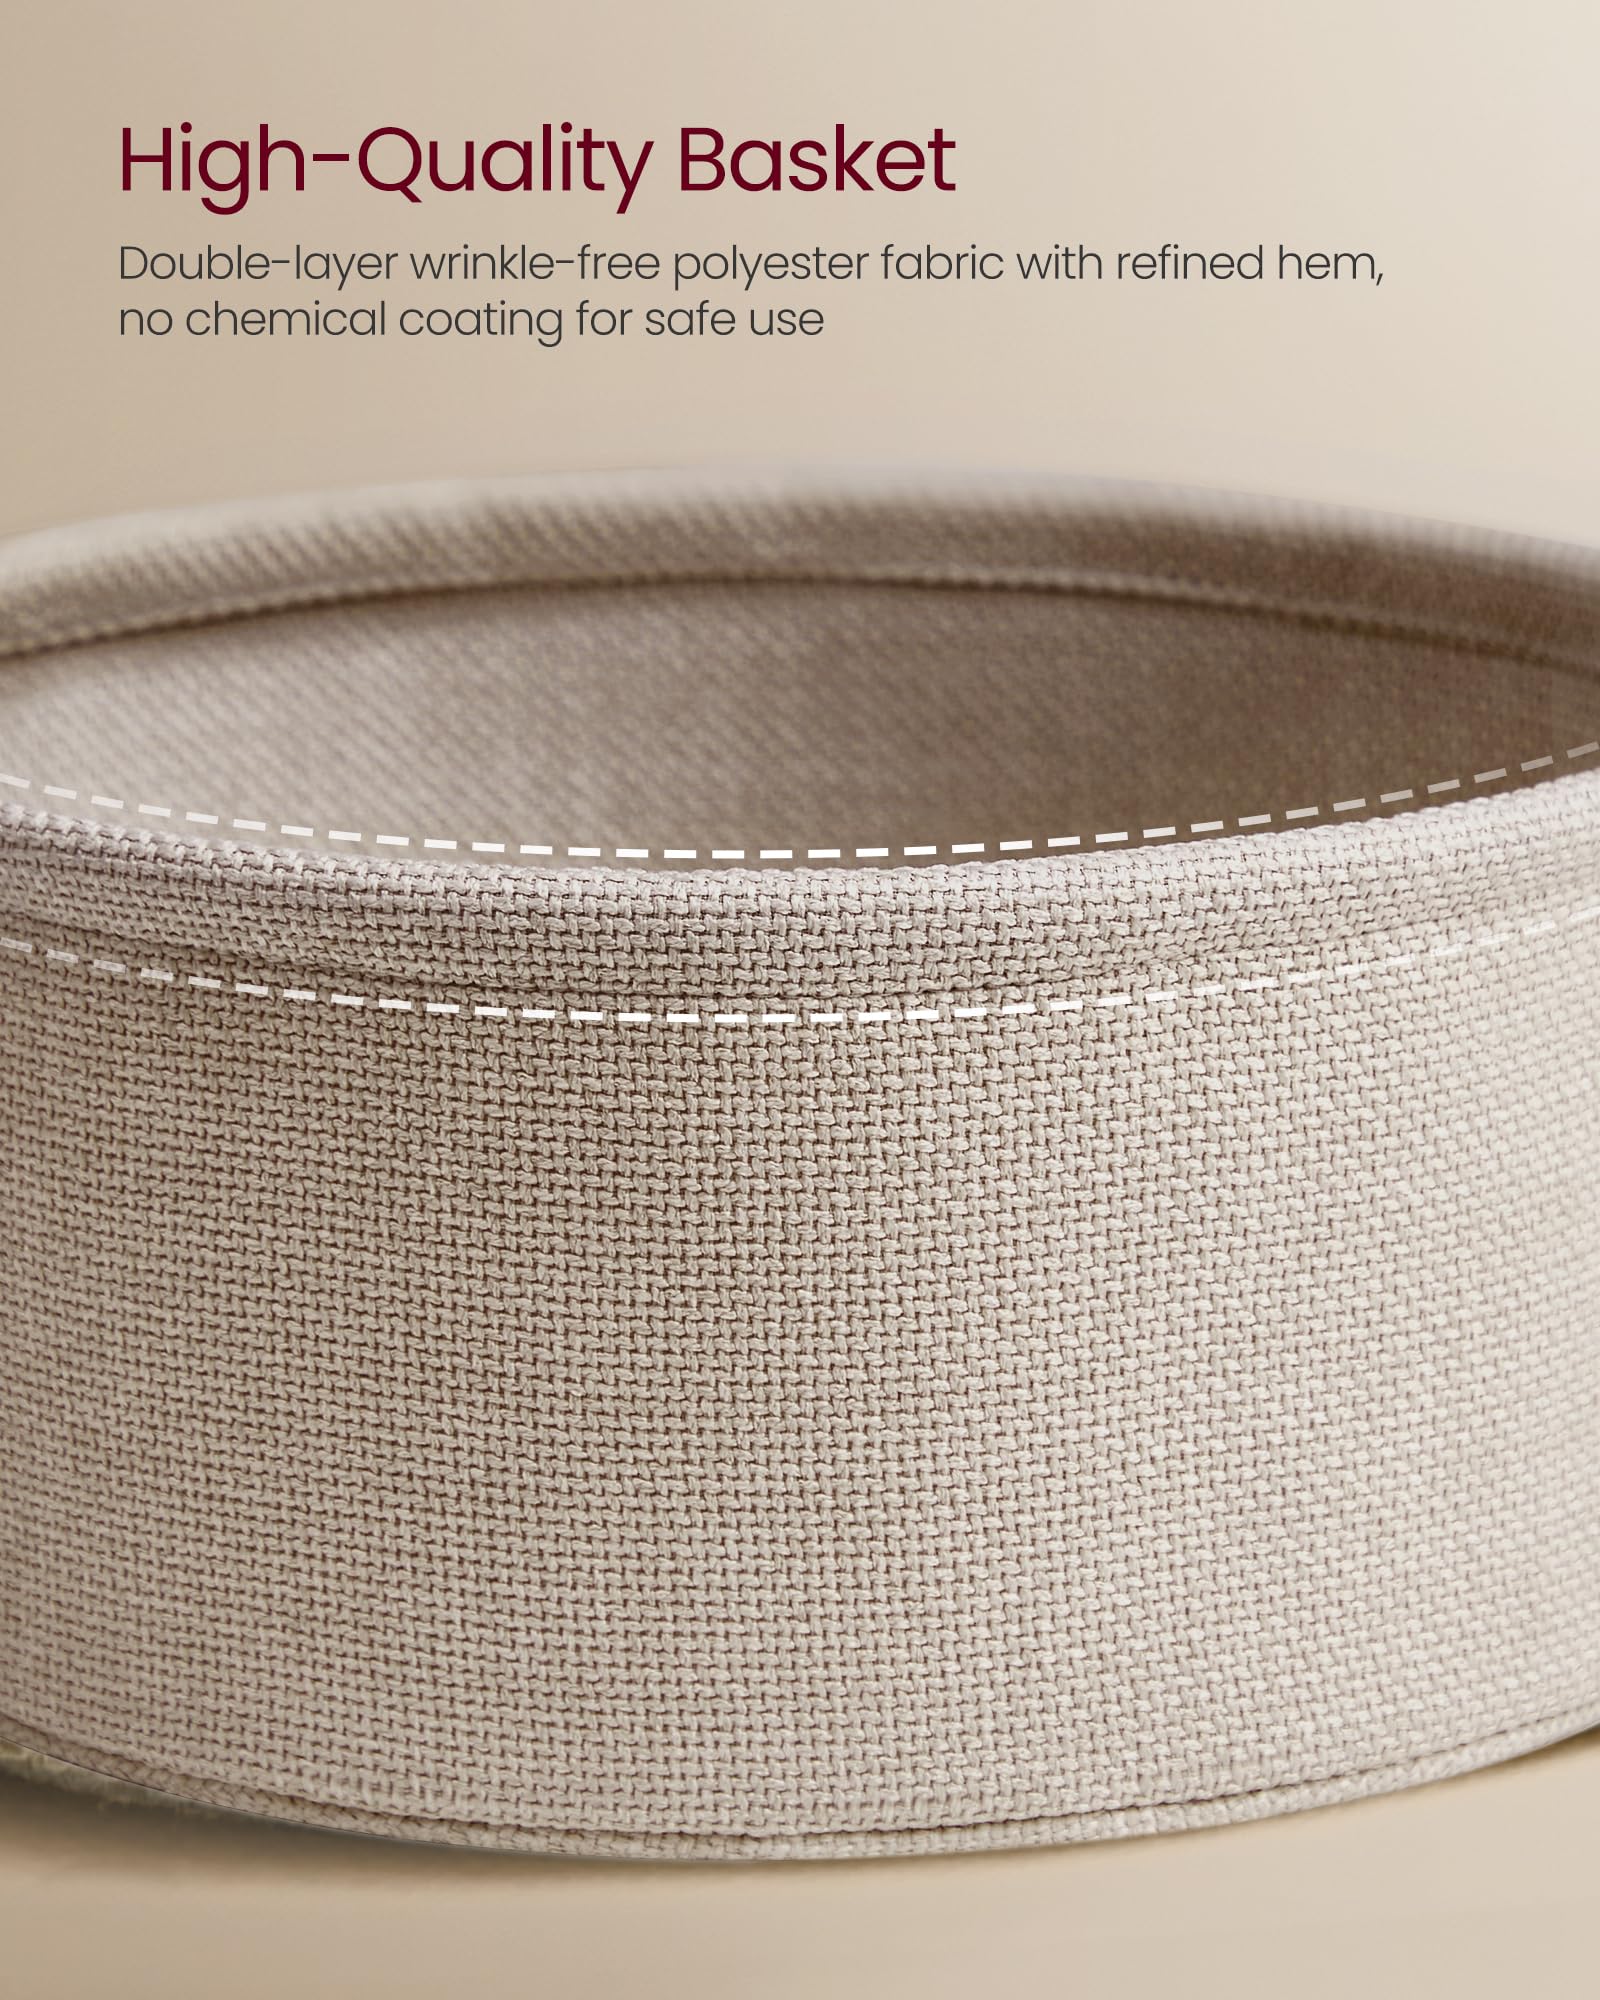 High-Quality Basket
Double-layer wrinkle-free polyester fabric with refined hem,
no chemical coating for safe use